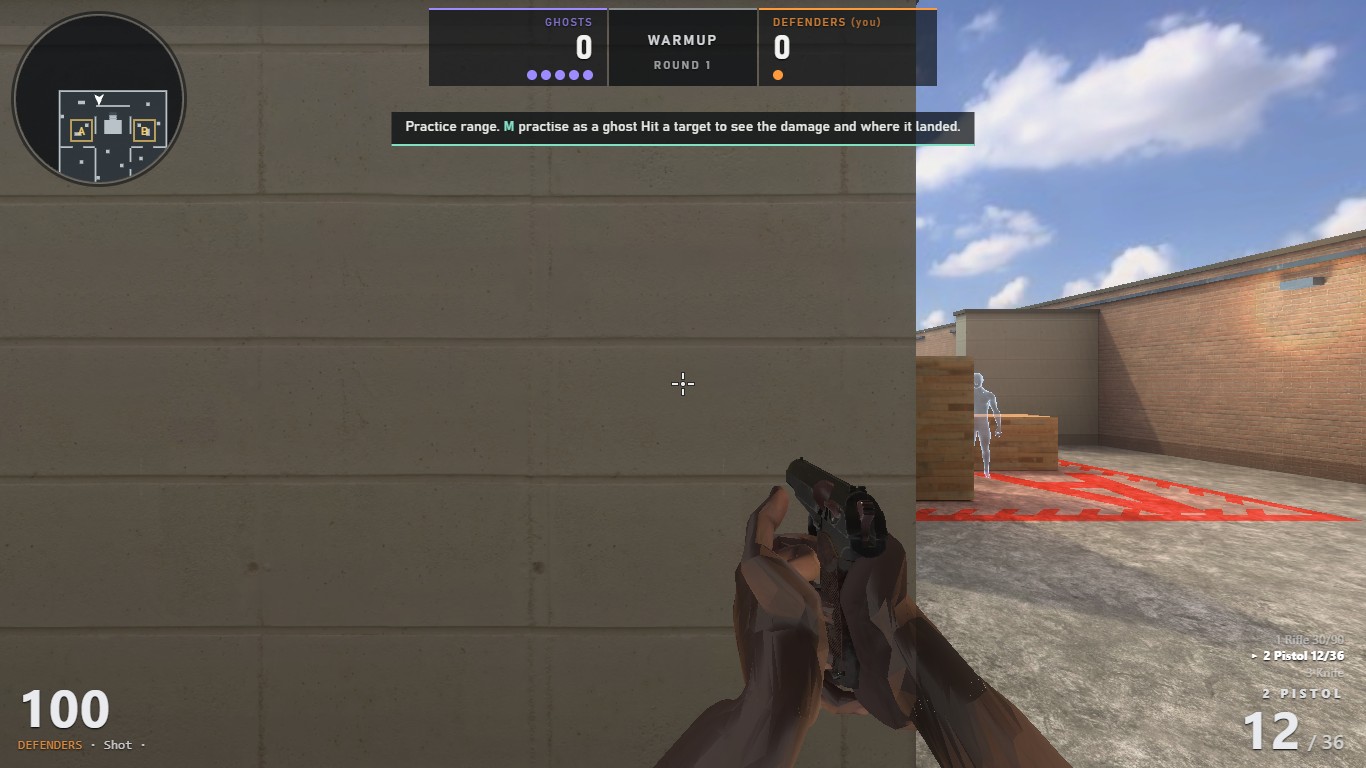 GHOSTS
0
WARMUP
ROUND 1
DEFENDERS (you)
0
Practice range. M practise as a ghost Hit a target to see the damage and where it landed.
A
B
1 Rifle 30/90
▸ 2 Pistol 12/36
3 Knife
2 PISTOL
12 / 36
100
DEFENDERS · Shot ·